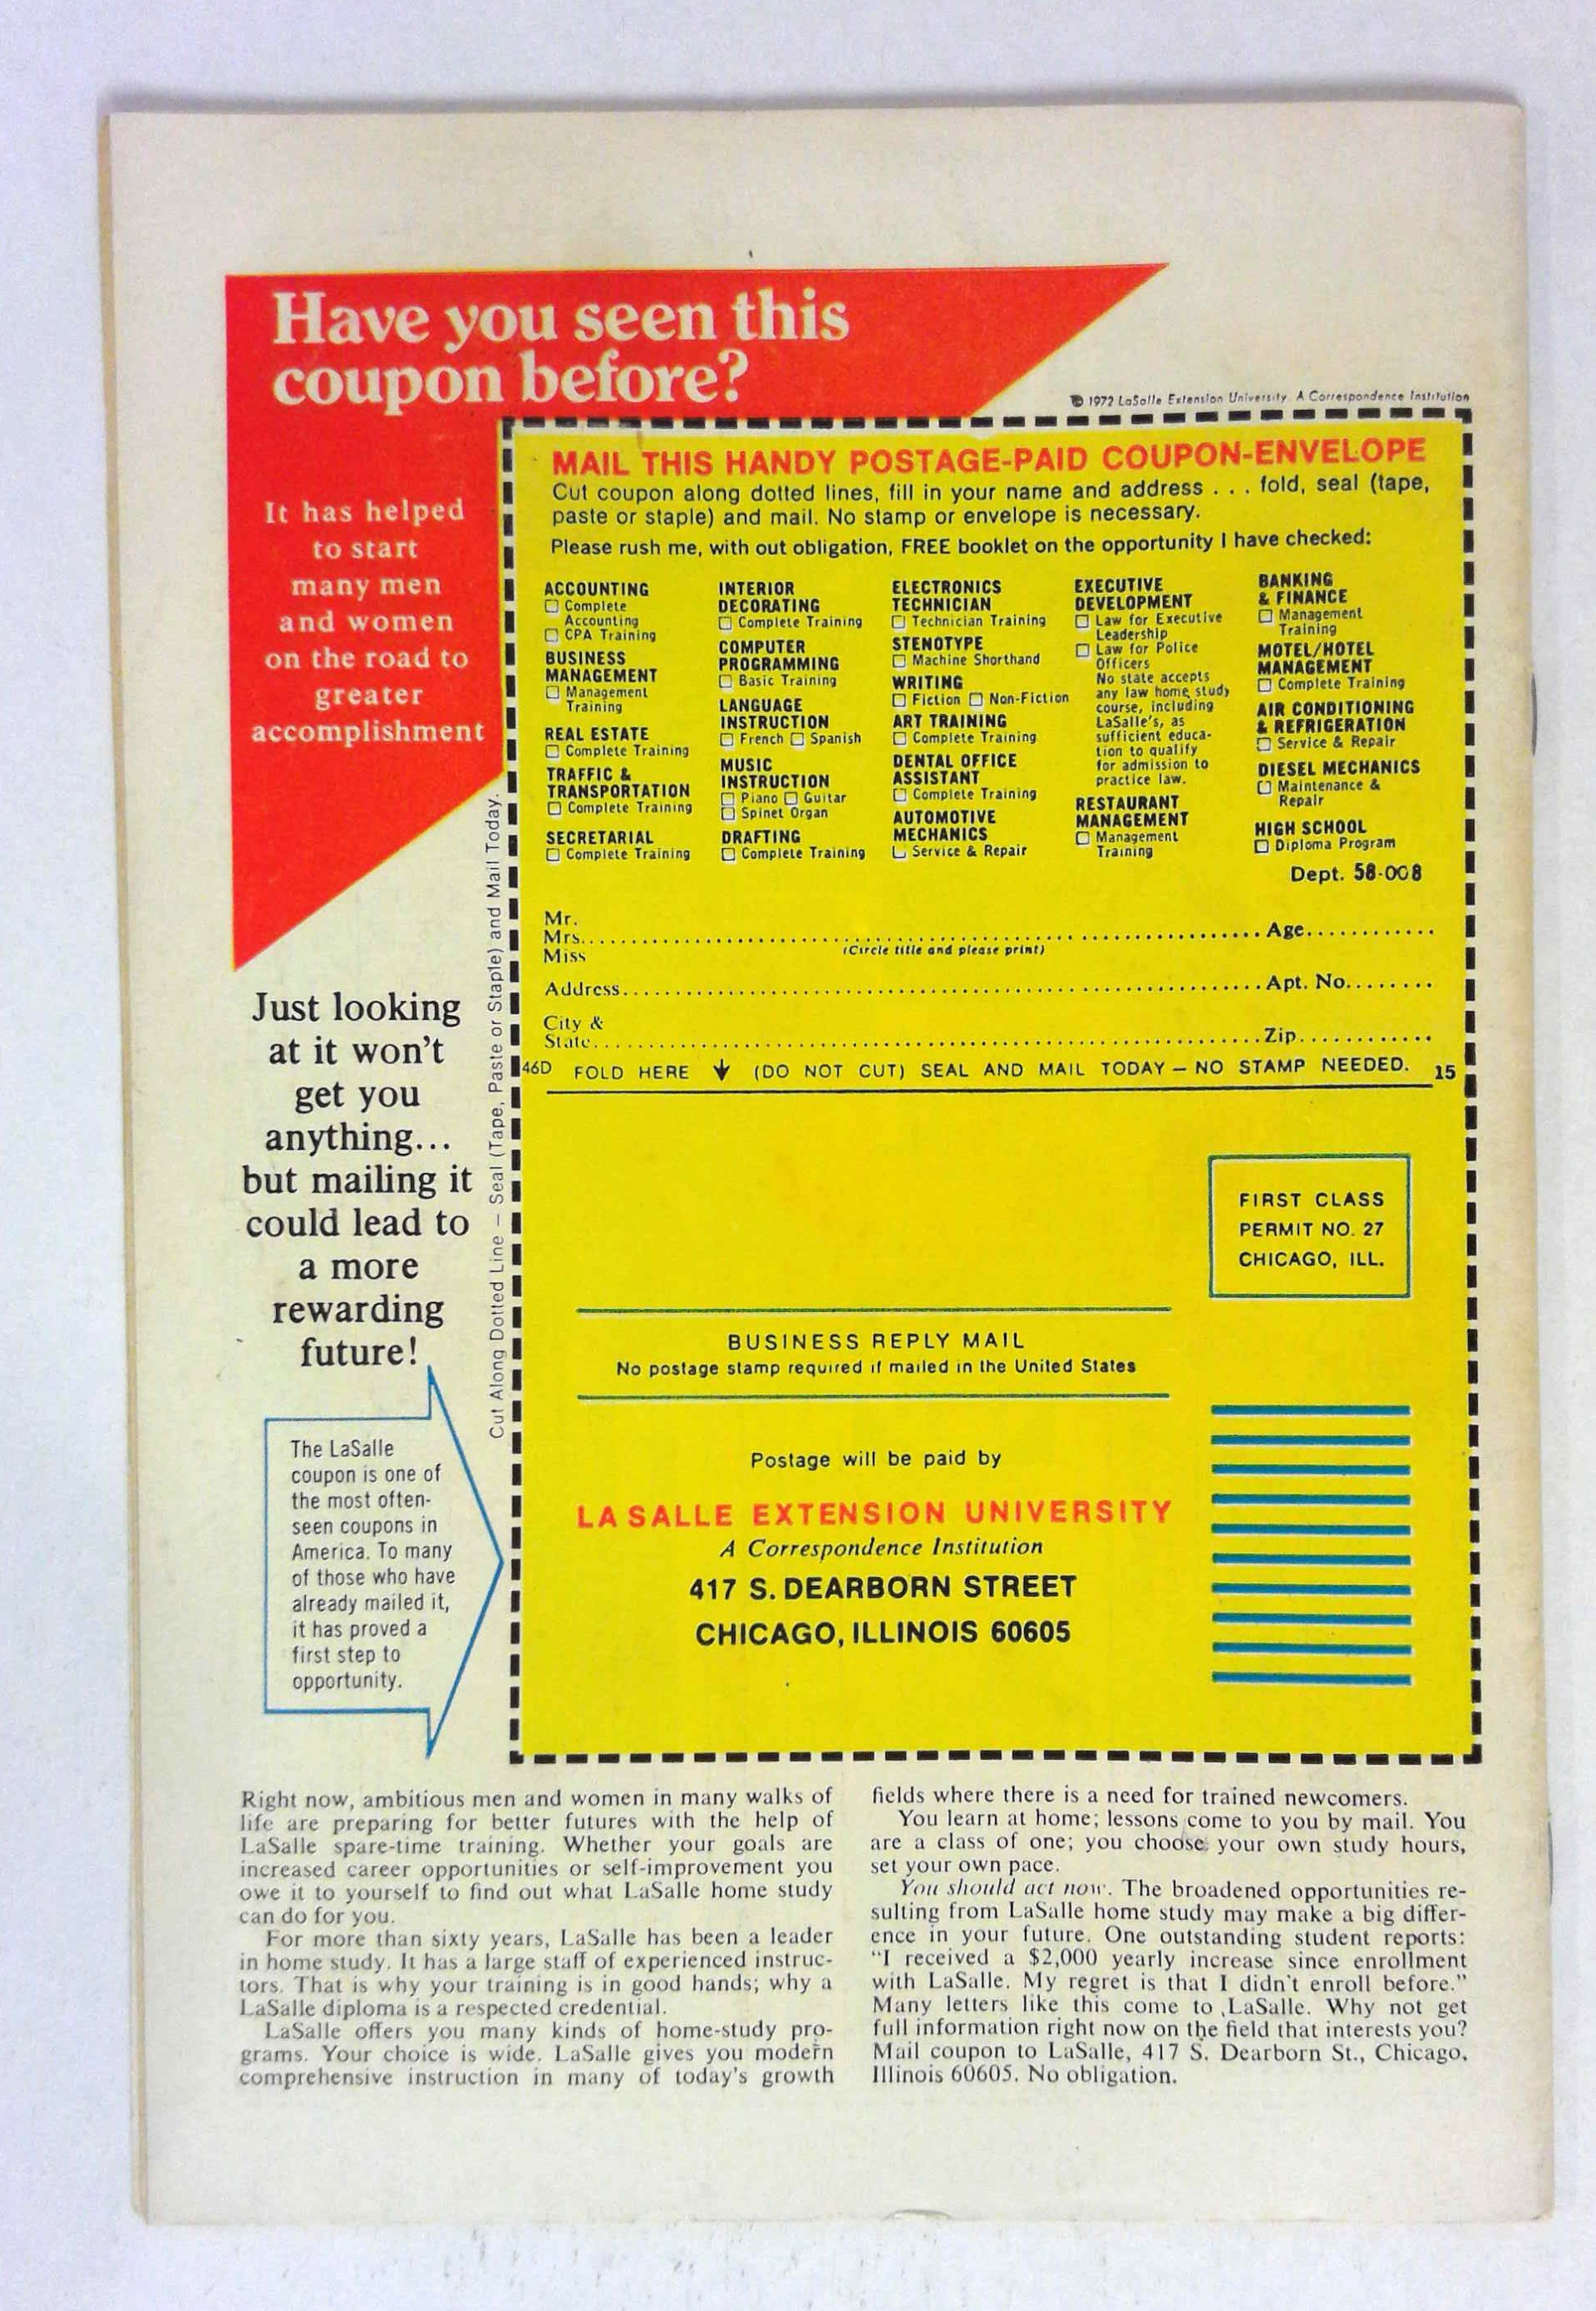 Have you seen this
coupon before?
© 1972 LaSalle Extension University. A Correspondence Institution
It has helped
to start
many men
and women
on the road to
greater
accomplishment
Just looking
at it won't
get you
anything...
but mailing it
could lead to
a more
rewarding
future!
The LaSalle
coupon is one of
the most often-
seen coupons in
America. To many
of those who have
already mailed it,
it has proved a
first step to
opportunity.
Cut Along Dotted Line — Seal (Tape, Paste or Staple) and Mail Today.
MAIL THIS HANDY POSTAGE-PAID COUPON-ENVELOPE
Cut coupon along dotted lines, fill in your name and address . . . fold, seal (tape,
paste or staple) and mail. No stamp or envelope is necessary.
Please rush me, with out obligation, FREE booklet on the opportunity I have checked:
ACCOUNTING
☐ Complete
Accounting
☐ CPA Training
BUSINESS
MANAGEMENT
☐ Management
Training
REAL ESTATE
☐ Complete Training
TRAFFIC &
TRANSPORTATION
☐ Complete Training
SECRETARIAL
☐ Complete Training
INTERIOR
DECORATING
☐ Complete Training
COMPUTER
PROGRAMMING
☐ Basic Training
LANGUAGE
INSTRUCTION
☐ French ☐ Spanish
MUSIC
INSTRUCTION
☐ Piano ☐ Guitar
☐ Spinet Organ
DRAFTING
☐ Complete Training
ELECTRONICS
TECHNICIAN
☐ Technician Training
STENOTYPE
☐ Machine Shorthand
WRITING
☐ Fiction ☐ Non-Fiction
ART TRAINING
☐ Complete Training
DENTAL OFFICE
ASSISTANT
☐ Complete Training
AUTOMOTIVE
MECHANICS
☐ Service & Repair
EXECUTIVE
DEVELOPMENT
☐ Law for Executive
Leadership
☐ Law for Police
Officers
No state accepts
any law home study
course, including
LaSalle's, as
sufficient educa-
tion to qualify
for admission to
practice law.
RESTAURANT
MANAGEMENT
☐ Management
Training
BANKING
& FINANCE
☐ Management
Training
MOTEL/HOTEL
MANAGEMENT
☐ Complete Training
AIR CONDITIONING
& REFRIGERATION
☐ Service & Repair
DIESEL MECHANICS
☐ Maintenance &
Repair
HIGH SCHOOL
☐ Diploma Program
Dept. 58-008
Mr.
Mrs. Age
Miss (Circle title and please print)
Address Apt. No.
City &
State Zip
46D FOLD HERE ↓ (DO NOT CUT) SEAL AND MAIL TODAY — NO STAMP NEEDED. 15
FIRST CLASS
PERMIT NO. 27
CHICAGO, ILL.
BUSINESS REPLY MAIL
No postage stamp required if mailed in the United States
Postage will be paid by
LA SALLE EXTENSION UNIVERSITY
A Correspondence Institution
417 S. DEARBORN STREET
CHICAGO, ILLINOIS 60605
Right now, ambitious men and women in many walks of
life are preparing for better futures with the help of
LaSalle spare-time training. Whether your goals are
increased career opportunities or self-improvement you
owe it to yourself to find out what LaSalle home study
can do for you.
For more than sixty years, LaSalle has been a leader
in home study. It has a large staff of experienced instruc-
tors. That is why your training is in good hands; why a
LaSalle diploma is a respected credential.
LaSalle offers you many kinds of home-study pro-
grams. Your choice is wide. LaSalle gives you modern
comprehensive instruction in many of today's growth
fields where there is a need for trained newcomers.
You learn at home; lessons come to you by mail. You
are a class of one; you choose your own study hours,
set your own pace.
You should act now. The broadened opportunities re-
sulting from LaSalle home study may make a big differ-
ence in your future. One outstanding student reports:
"I received a $2,000 yearly increase since enrollment
with LaSalle. My regret is that I didn't enroll before."
Many letters like this come to LaSalle. Why not get
full information right now on the field that interests you?
Mail coupon to LaSalle, 417 S. Dearborn St., Chicago,
Illinois 60605. No obligation.